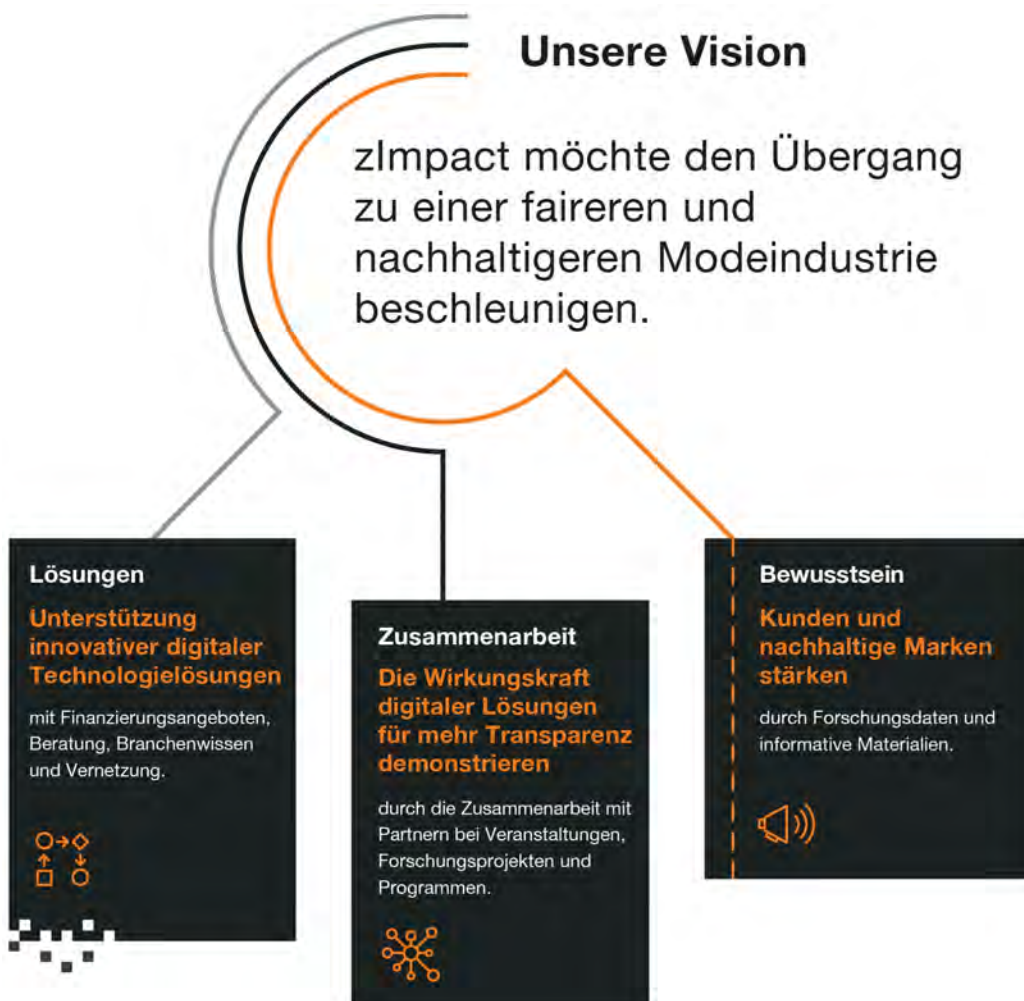 Unsere Vision
zImpact möchte den Übergang
zu einer faireren und
nachhaltigeren Modeindustrie
beschleunigen.
Lösungen
Unterstützung
innovativer digitaler
Technologielösungen
mit Finanzierungsangeboten,
Beratung, Branchenwissen
und Vernetzung.
Zusammenarbeit
Die Wirkungskraft
digitaler Lösungen
für mehr Transparenz
demonstrieren
durch die Zusammenarbeit mit
Partnern bei Veranstaltungen,
Forschungsprojekten und
Programmen.
Bewusstsein
Kunden und
nachhaltige Marken
stärken
durch Forschungsdaten und
informative Materialien.